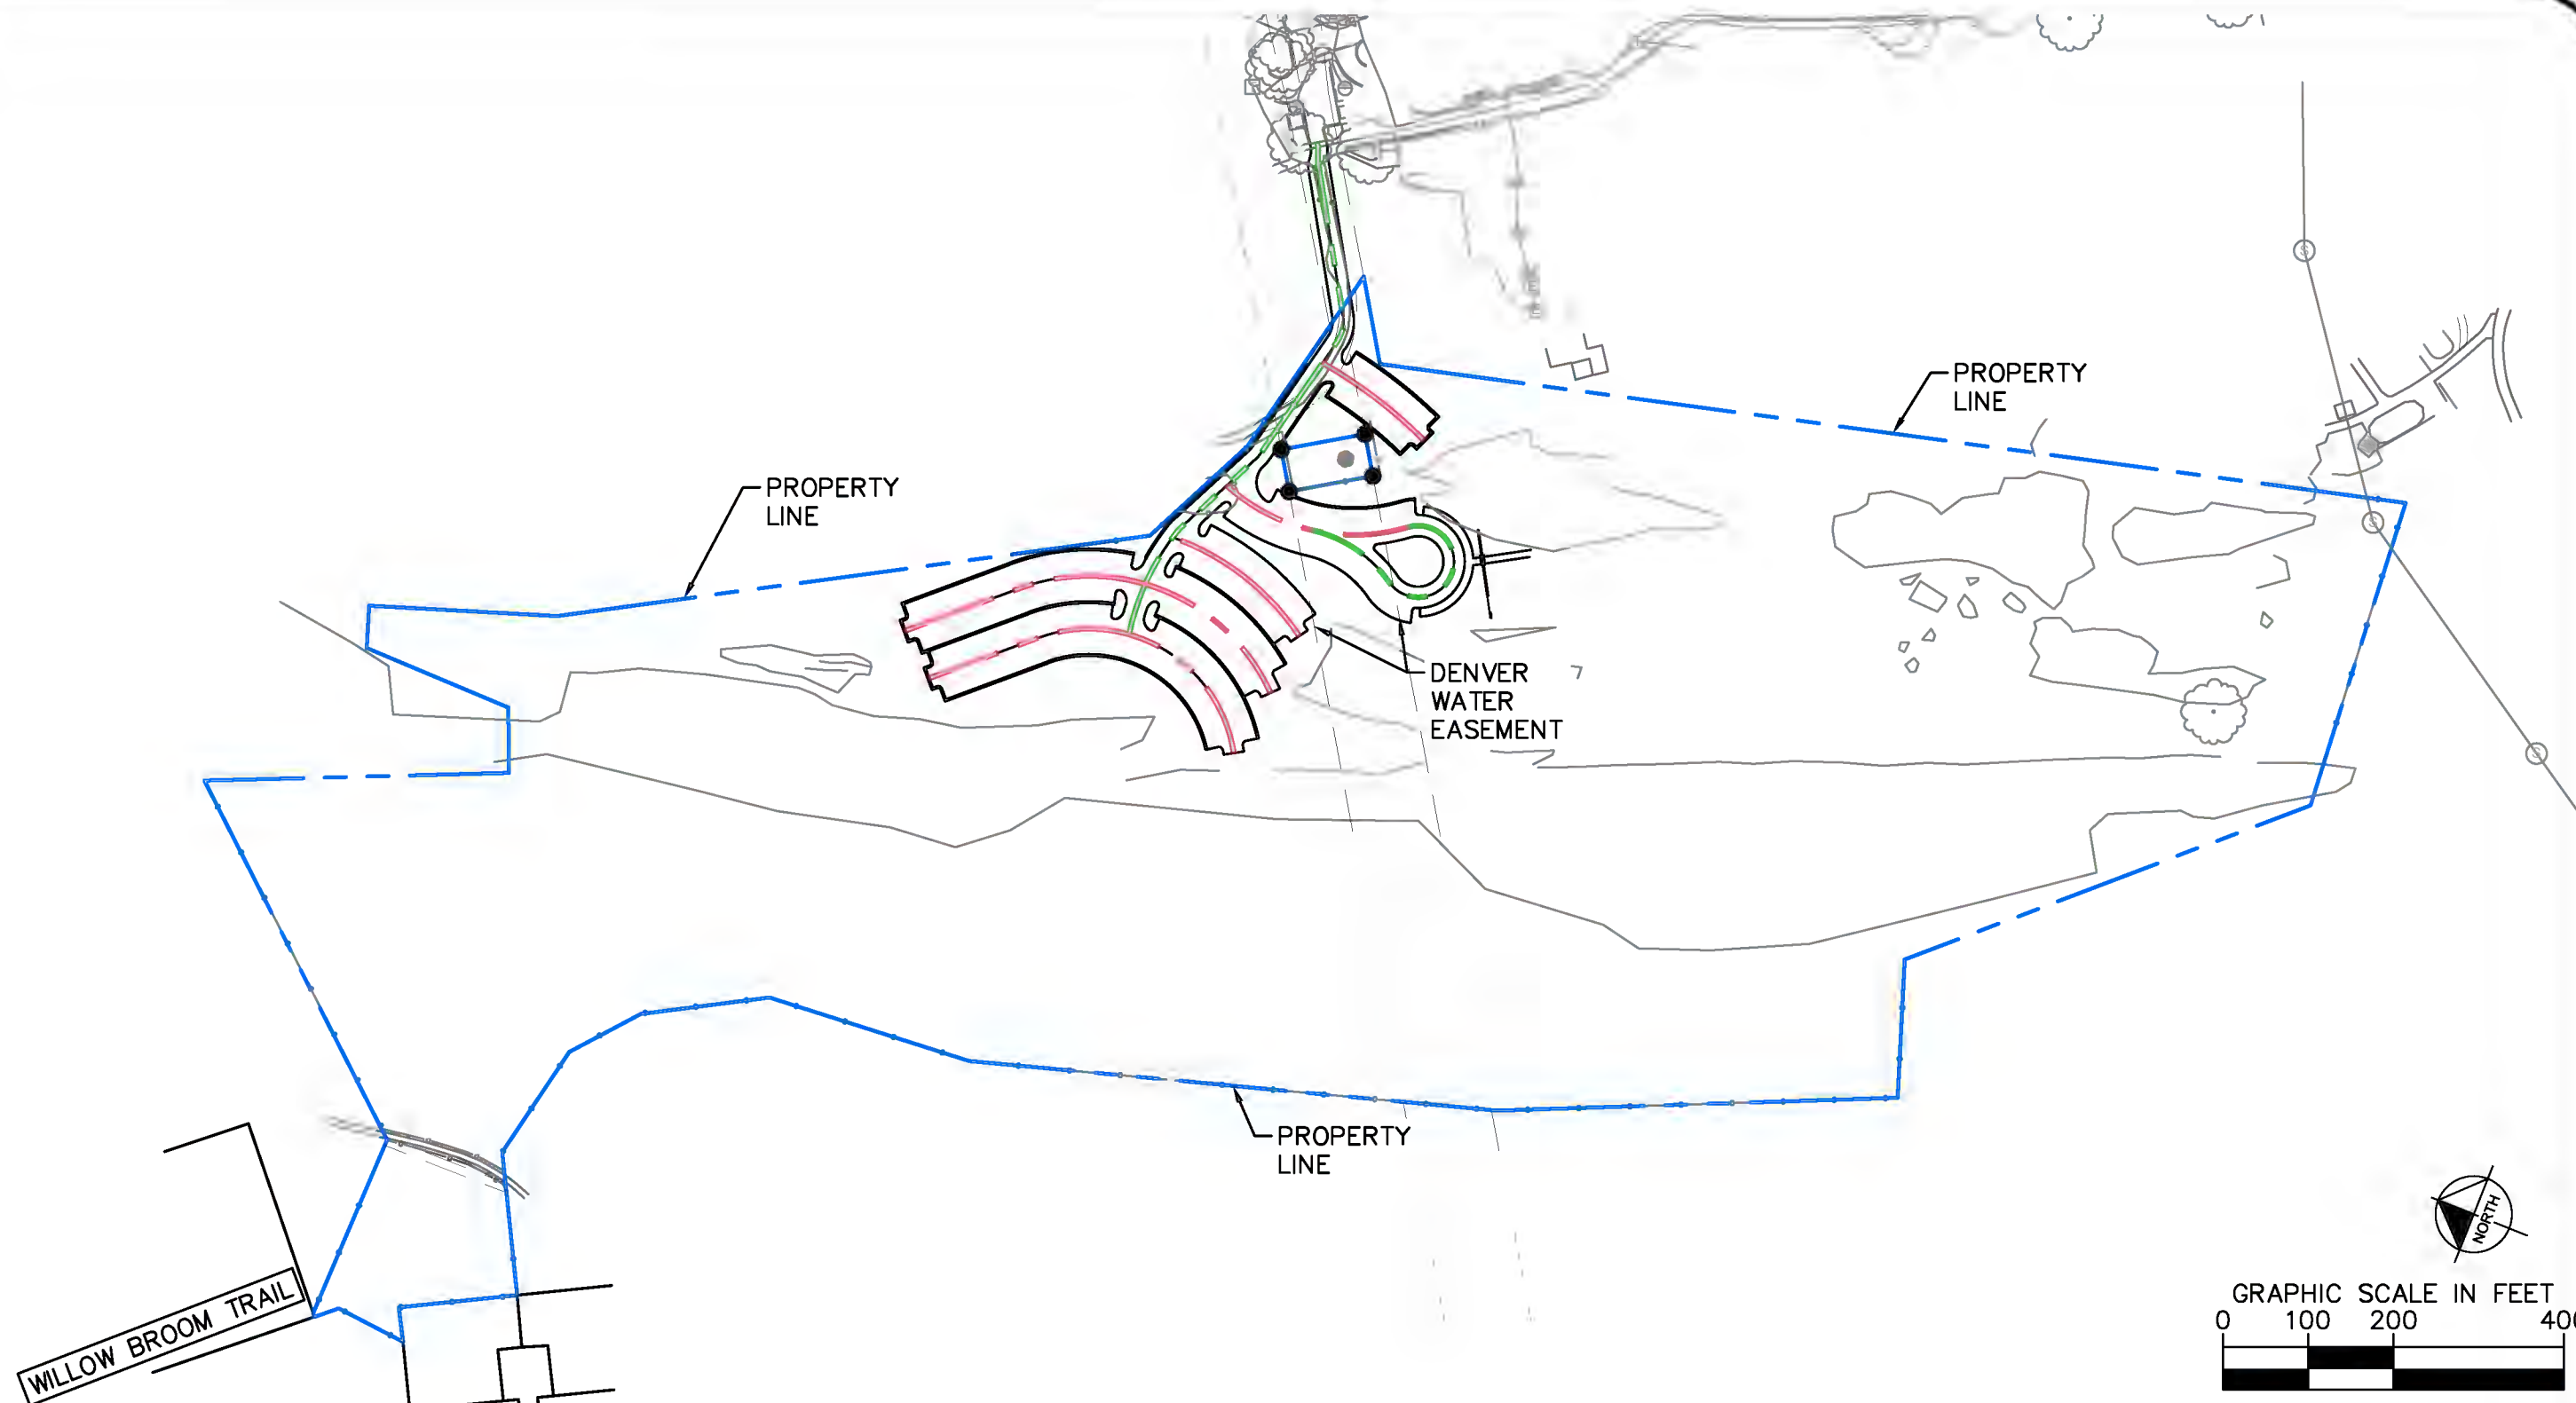 PROPERTY
LINE
PROPERTY
LINE
DENVER
WATER
EASEMENT
PROPERTY
LINE
NORTH
WILLOW BROOM TRAIL
GRAPHIC SCALE IN FEET
0 100 200 400
S
S
S